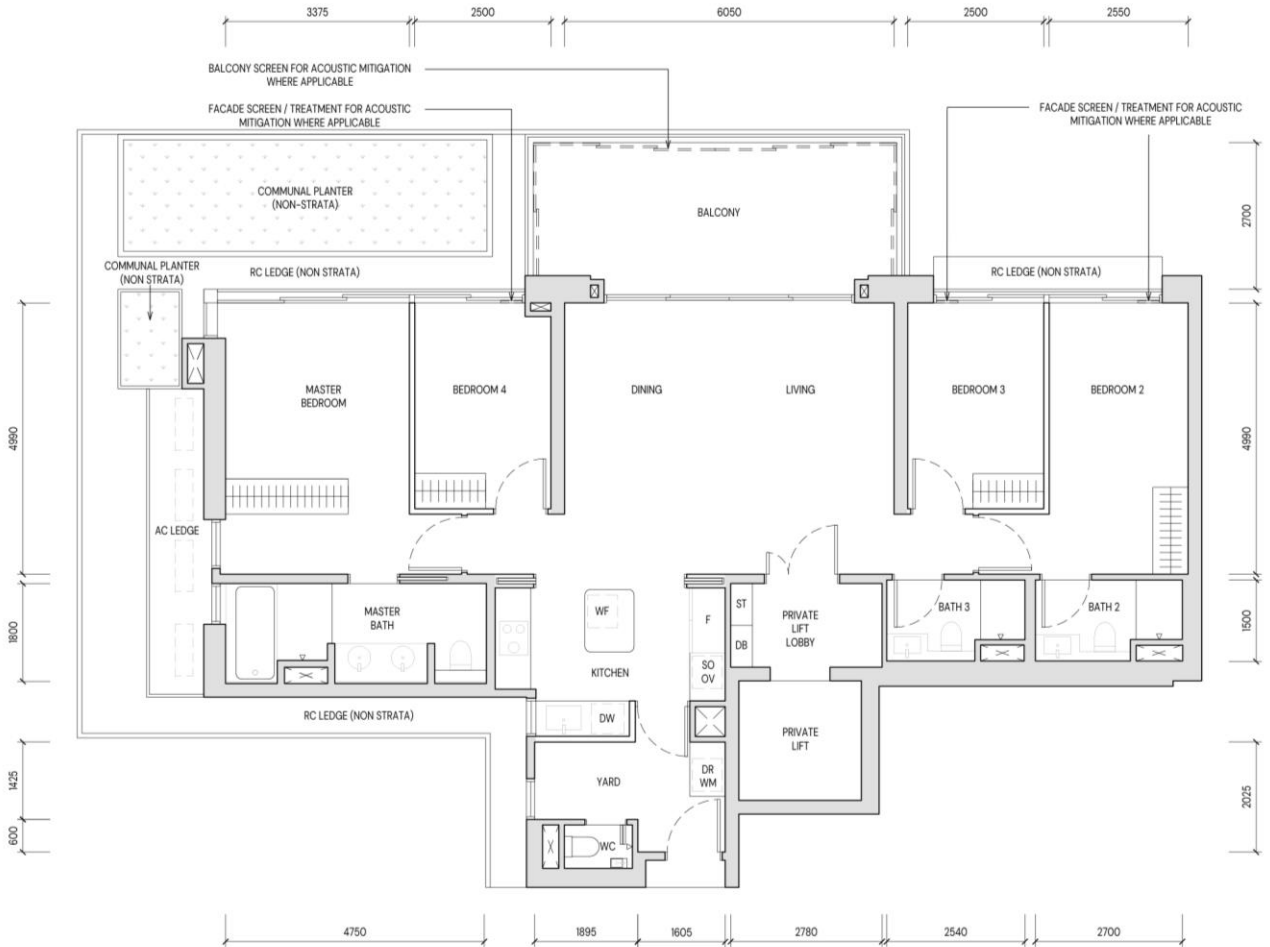 3375
2500
6050
2500
2550
BALCONY SCREEN FOR ACOUSTIC MITIGATION
WHERE APPLICABLE
FACADE SCREEN / TREATMENT FOR ACOUSTIC
MITIGATION WHERE APPLICABLE
FACADE SCREEN / TREATMENT FOR ACOUSTIC
MITIGATION WHERE APPLICABLE
COMMUNAL PLANTER
(NON-STRATA)
BALCONY
2700
COMMUNAL PLANTER
(NON STRATA)
RC LEDGE (NON STRATA)
RC LEDGE (NON STRATA)
4990
MASTER
BEDROOM
BEDROOM 4
DINING
LIVING
BEDROOM 3
BEDROOM 2
4990
AC LEDGE
1800
MASTER
BATH
WF
KITCHEN
F
SO
OV
ST
DB
PRIVATE
LIFT
LOBBY
BATH 3
BATH 2
1500
RC LEDGE (NON STRATA)
DW
PRIVATE
LIFT
1425
YARD
DR
WM
2025
600
WC
4750
1895
1605
2780
2540
2700